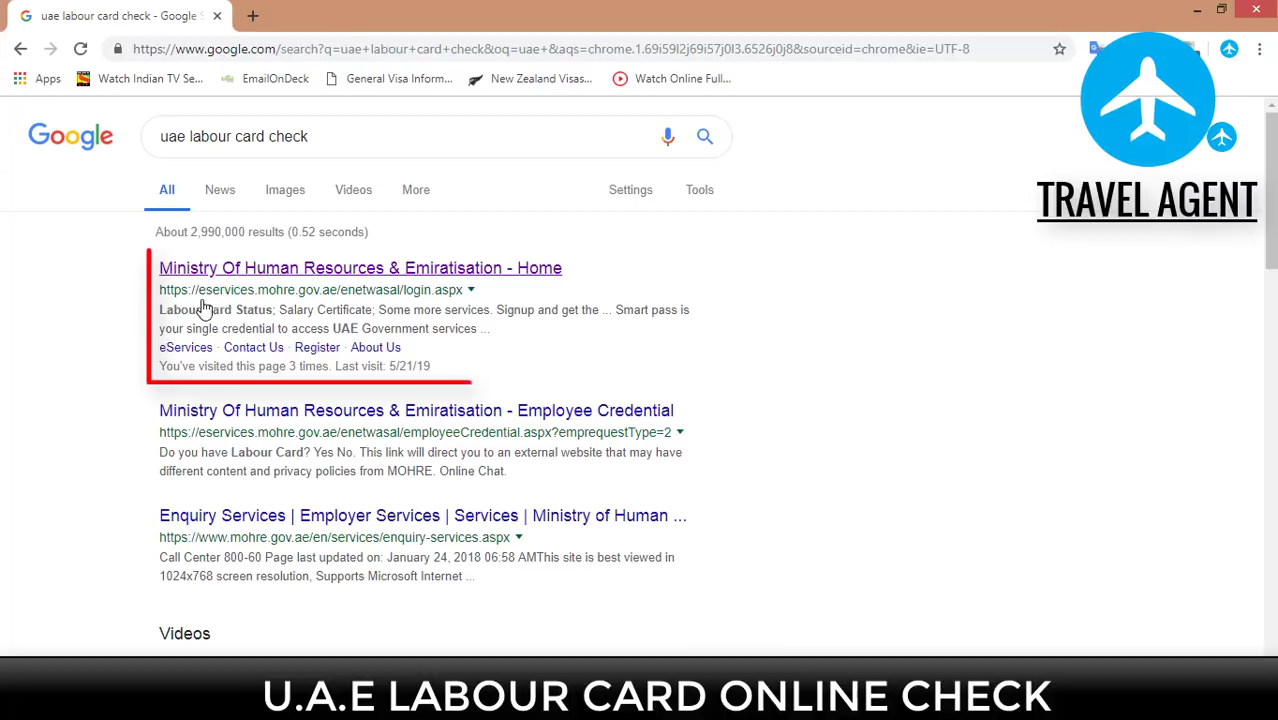 uae labour card check - Google S
https://www.google.com/search?q=uae+labour+card+check&oq=uae+&aqs=chrome.1.69i59l2j69i57j0l3.6526j0j8&sourceid=chrome&ie=UTF-8
Apps Watch Indian TV Se... EmailOnDeck General Visa Inform... New Zealand Visas... Watch Online Full...
Google
uae labour card check
All News Images Videos More Settings Tools
TRAVEL AGENT
About 2,990,000 results (0.52 seconds)
Ministry Of Human Resources & Emiratisation - Home
https://eservices.mohre.gov.ae/enetwasal/login.aspx
Labour Card Status; Salary Certificate; Some more services. Signup and get the ... Smart pass is
your single credential to access UAE Government services ...
eServices · Contact Us · Register · About Us
You've visited this page 3 times. Last visit: 5/21/19
Ministry Of Human Resources & Emiratisation - Employee Credential
https://eservices.mohre.gov.ae/enetwasal/employeeCredential.aspx?emprequestType=2
Do you have Labour Card? Yes No. This link will direct you to an external website that may have
different content and privacy policies from MOHRE. Online Chat.
Enquiry Services | Employer Services | Services | Ministry of Human ...
https://www.mohre.gov.ae/en/services/enquiry-services.aspx
Call Center 800-60 Page last updated on: January 24, 2018 06:58 AMThis site is best viewed in
1024x768 screen resolution, Supports Microsoft Internet ...
Videos
U.A.E LABOUR CARD ONLINE CHECK